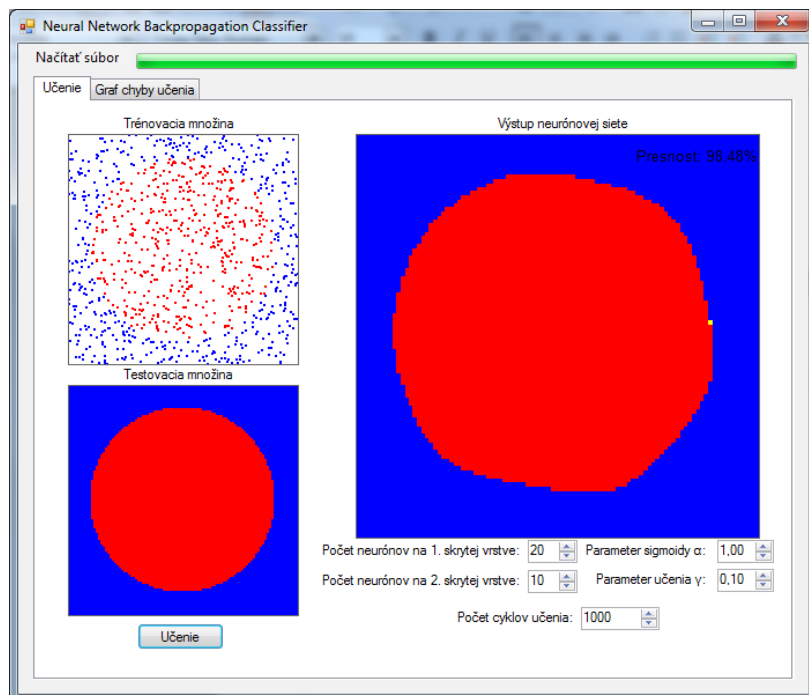 Neural Network Backpropagation Classifier
Načítať súbor
Učenie
Graf chyby učenia
Trénovacia množina
Výstup neurónovej siete
Presnost: 98,48%
Testovacia množina
Počet neurónov na 1. skrytej vrstve: 20
Parameter sigmoidy α: 1,00
Počet neurónov na 2. skrytej vrstve: 10
Parameter učenia γ: 0,10
Počet cyklov učenia: 1000
Učenie